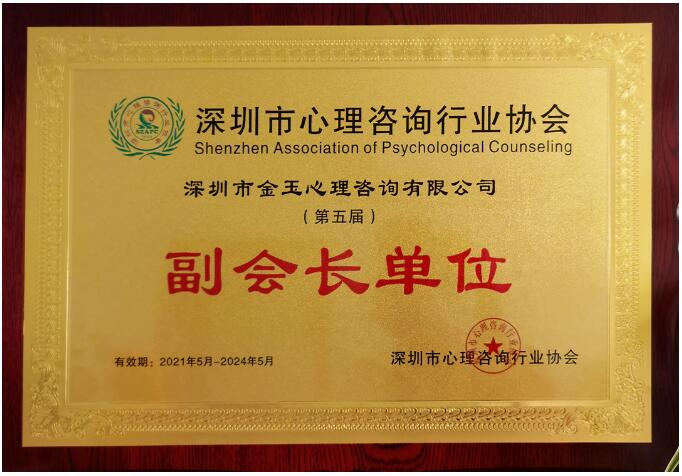 深圳市心理咨询行业协会
Shenzhen Association of Psychological Counseling
SZAPC
深圳市金玉心理咨询有限公司
（第五届）
副会长单位
有效期：2021年5月-2024年5月
深圳市心理咨询行业协会